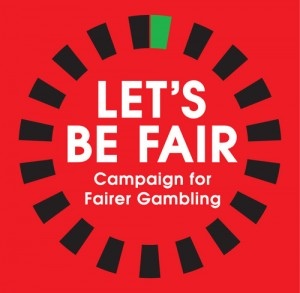 LET'S
BE FAIR
Campaign for
Fairer Gambling